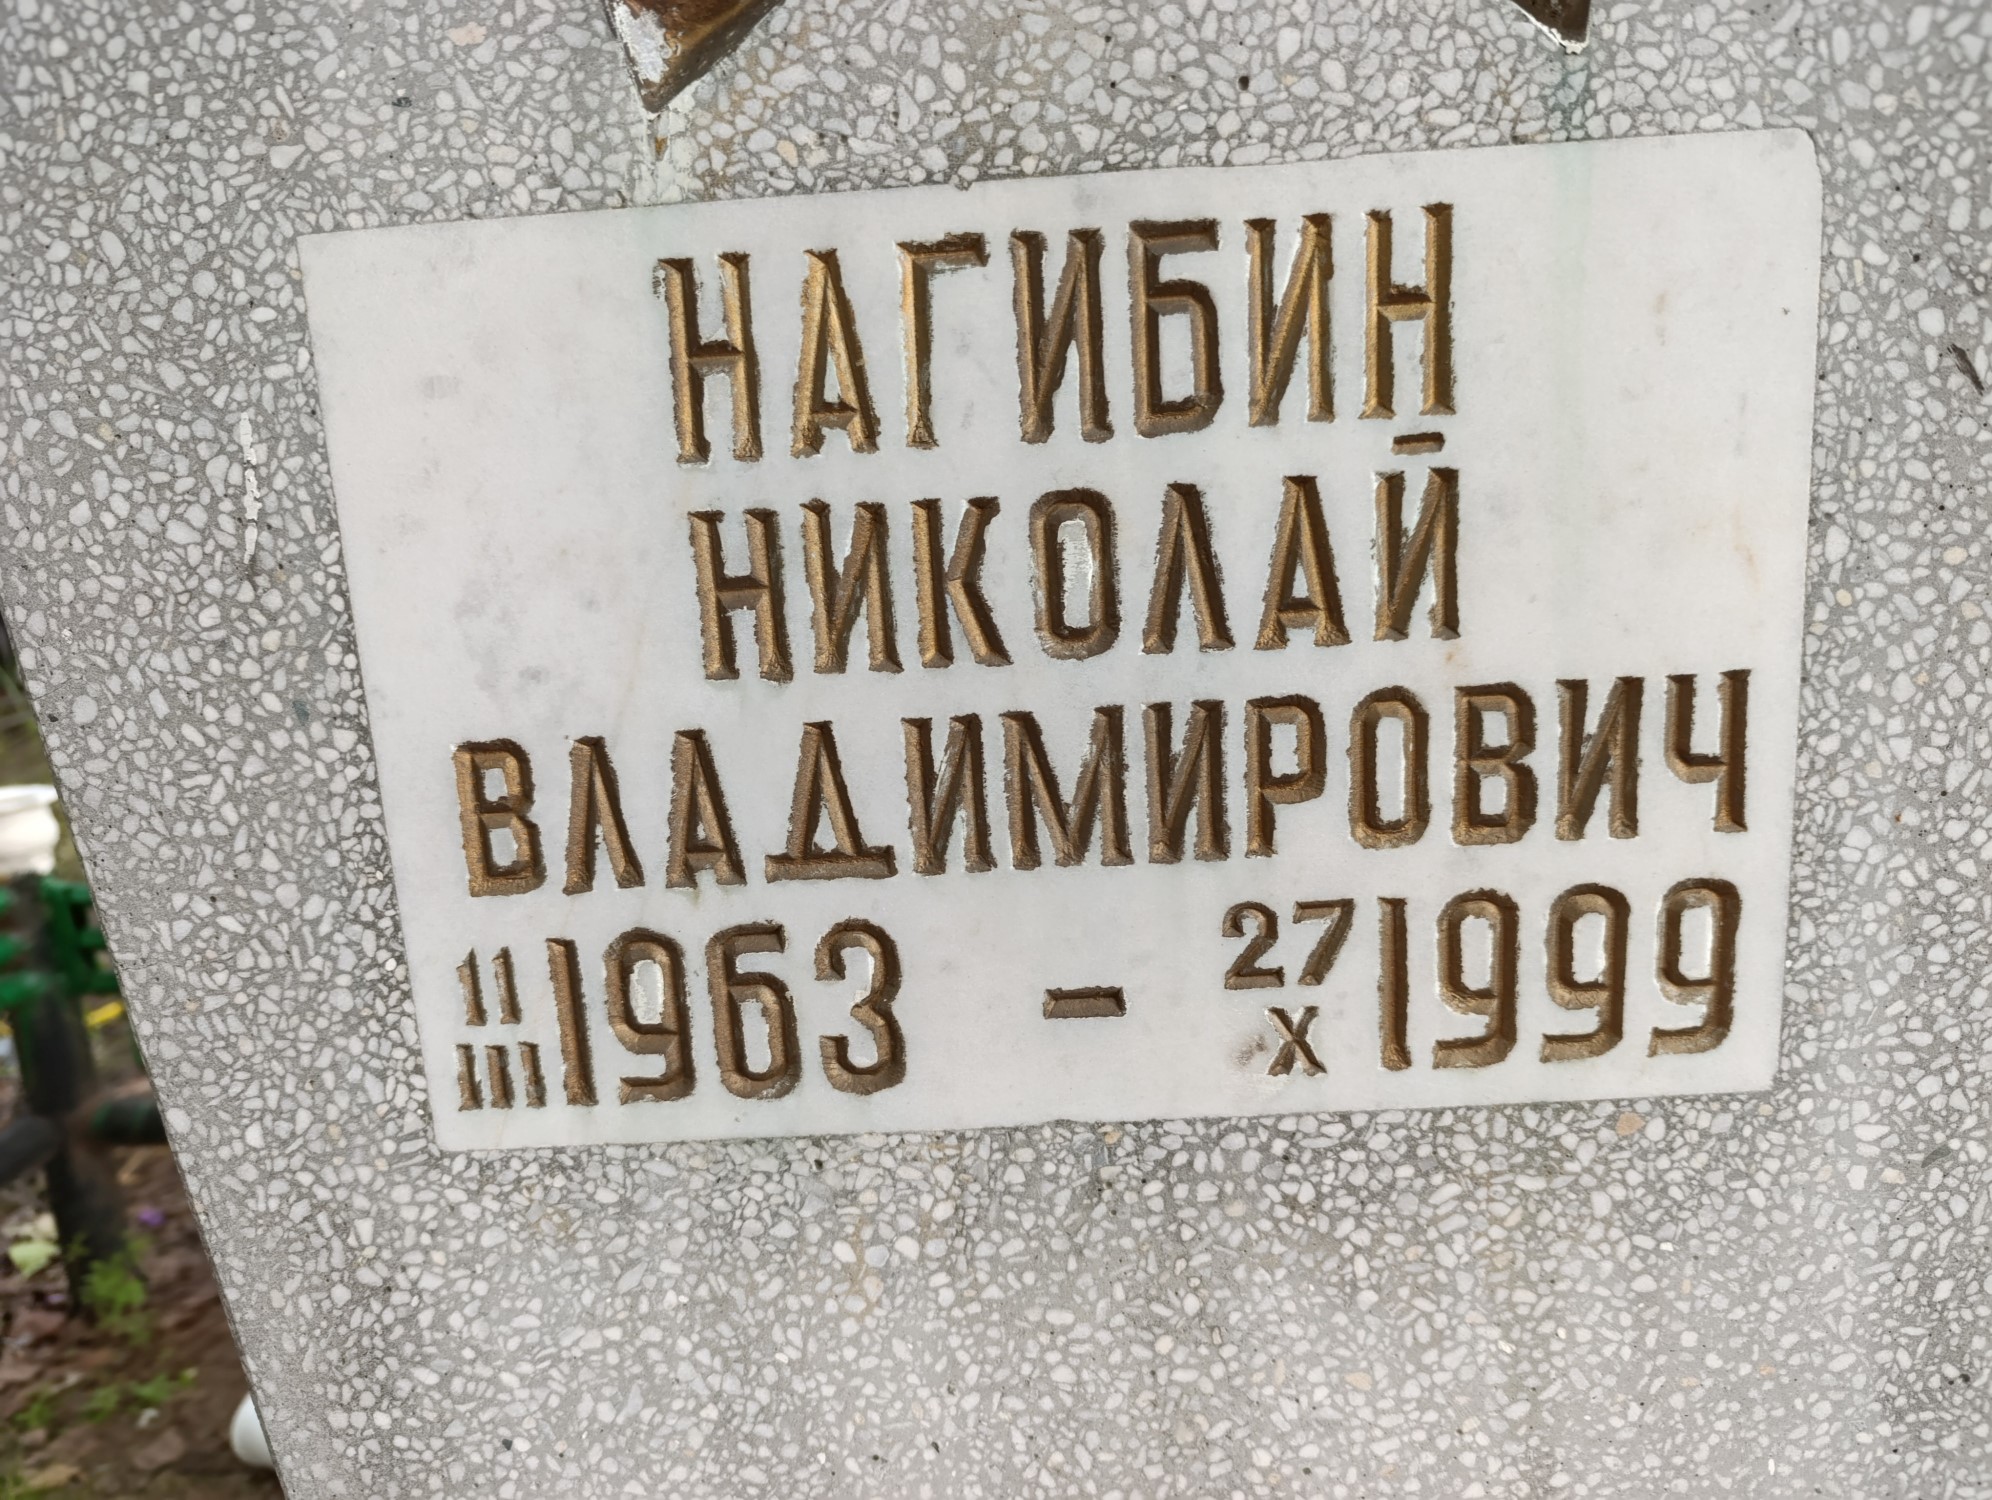 НАГИБИН
НИКОЛАЙ
ВЛАДИМИРОВИЧ
11/III 1963 - 27/X 1999